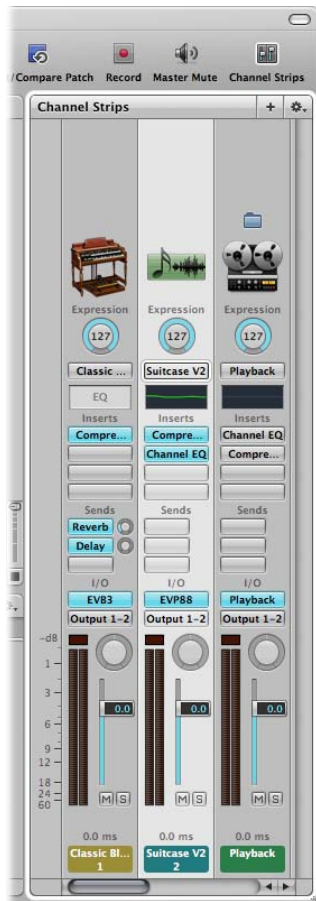 /Compare Patch Record Master Mute Channel Strips
Channel Strips +
Expression Expression Expression
127 127 127
Classic ... Suitcase V2 Playback
EQ
Inserts Inserts Inserts
Compre... Compre... Channel EQ
Channel EQ Compre...
Sends Sends Sends
Reverb
Delay
I/O I/O I/O
EVB3 EVP88 Playback
Output 1-2 Output 1-2 Output 1-2
-dB
1
3
0.0 0.0 0.0
6
9
12
18
24 M S M S M S
60
0.0 ms 0.0 ms 0.0 ms
Classic Bl... Suitcase V2 Playback
1 2